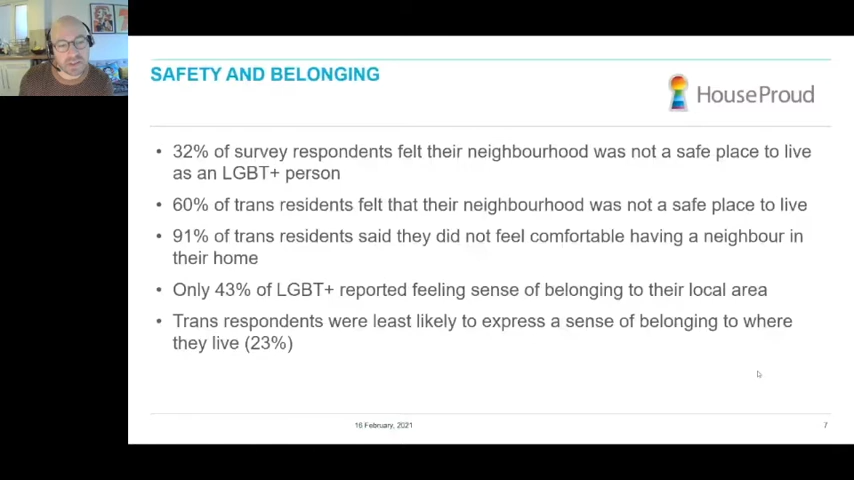 SAFETY AND BELONGING
HouseProud
• 32% of survey respondents felt their neighbourhood was not a safe place to live
as an LGBT+ person
• 60% of trans residents felt that their neighbourhood was not a safe place to live
• 91% of trans residents said they did not feel comfortable having a neighbour in
their home
• Only 43% of LGBT+ reported feeling sense of belonging to their local area
• Trans respondents were least likely to express a sense of belonging to where
they live (23%)
16 February, 2021
7